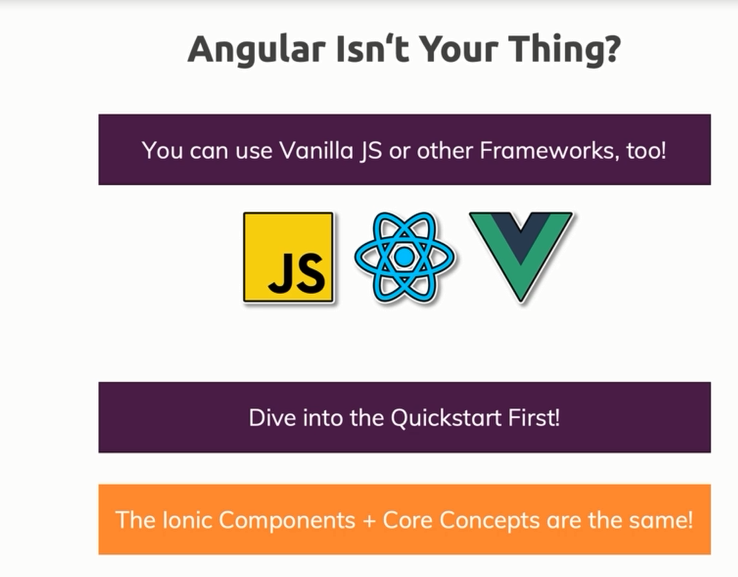 Angular Isn‘t Your Thing?
You can use Vanilla JS or other Frameworks, too!
JS
Dive into the Quickstart First!
The Ionic Components + Core Concepts are the same!